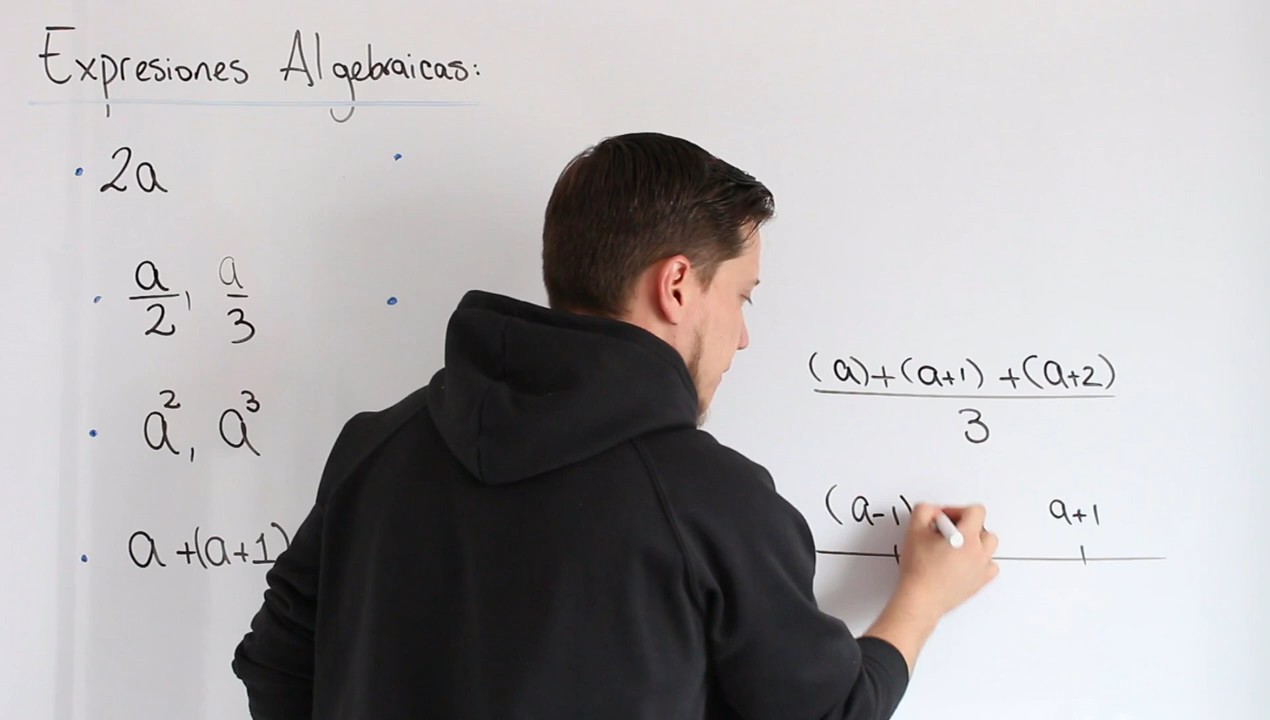 Expresiones Algebraicas:
• 2a
• a/2, a/3
• a², a³
• a +(a+1)
•
•
(a)+(a+1) +(a+2)
3
(a-1) a+1